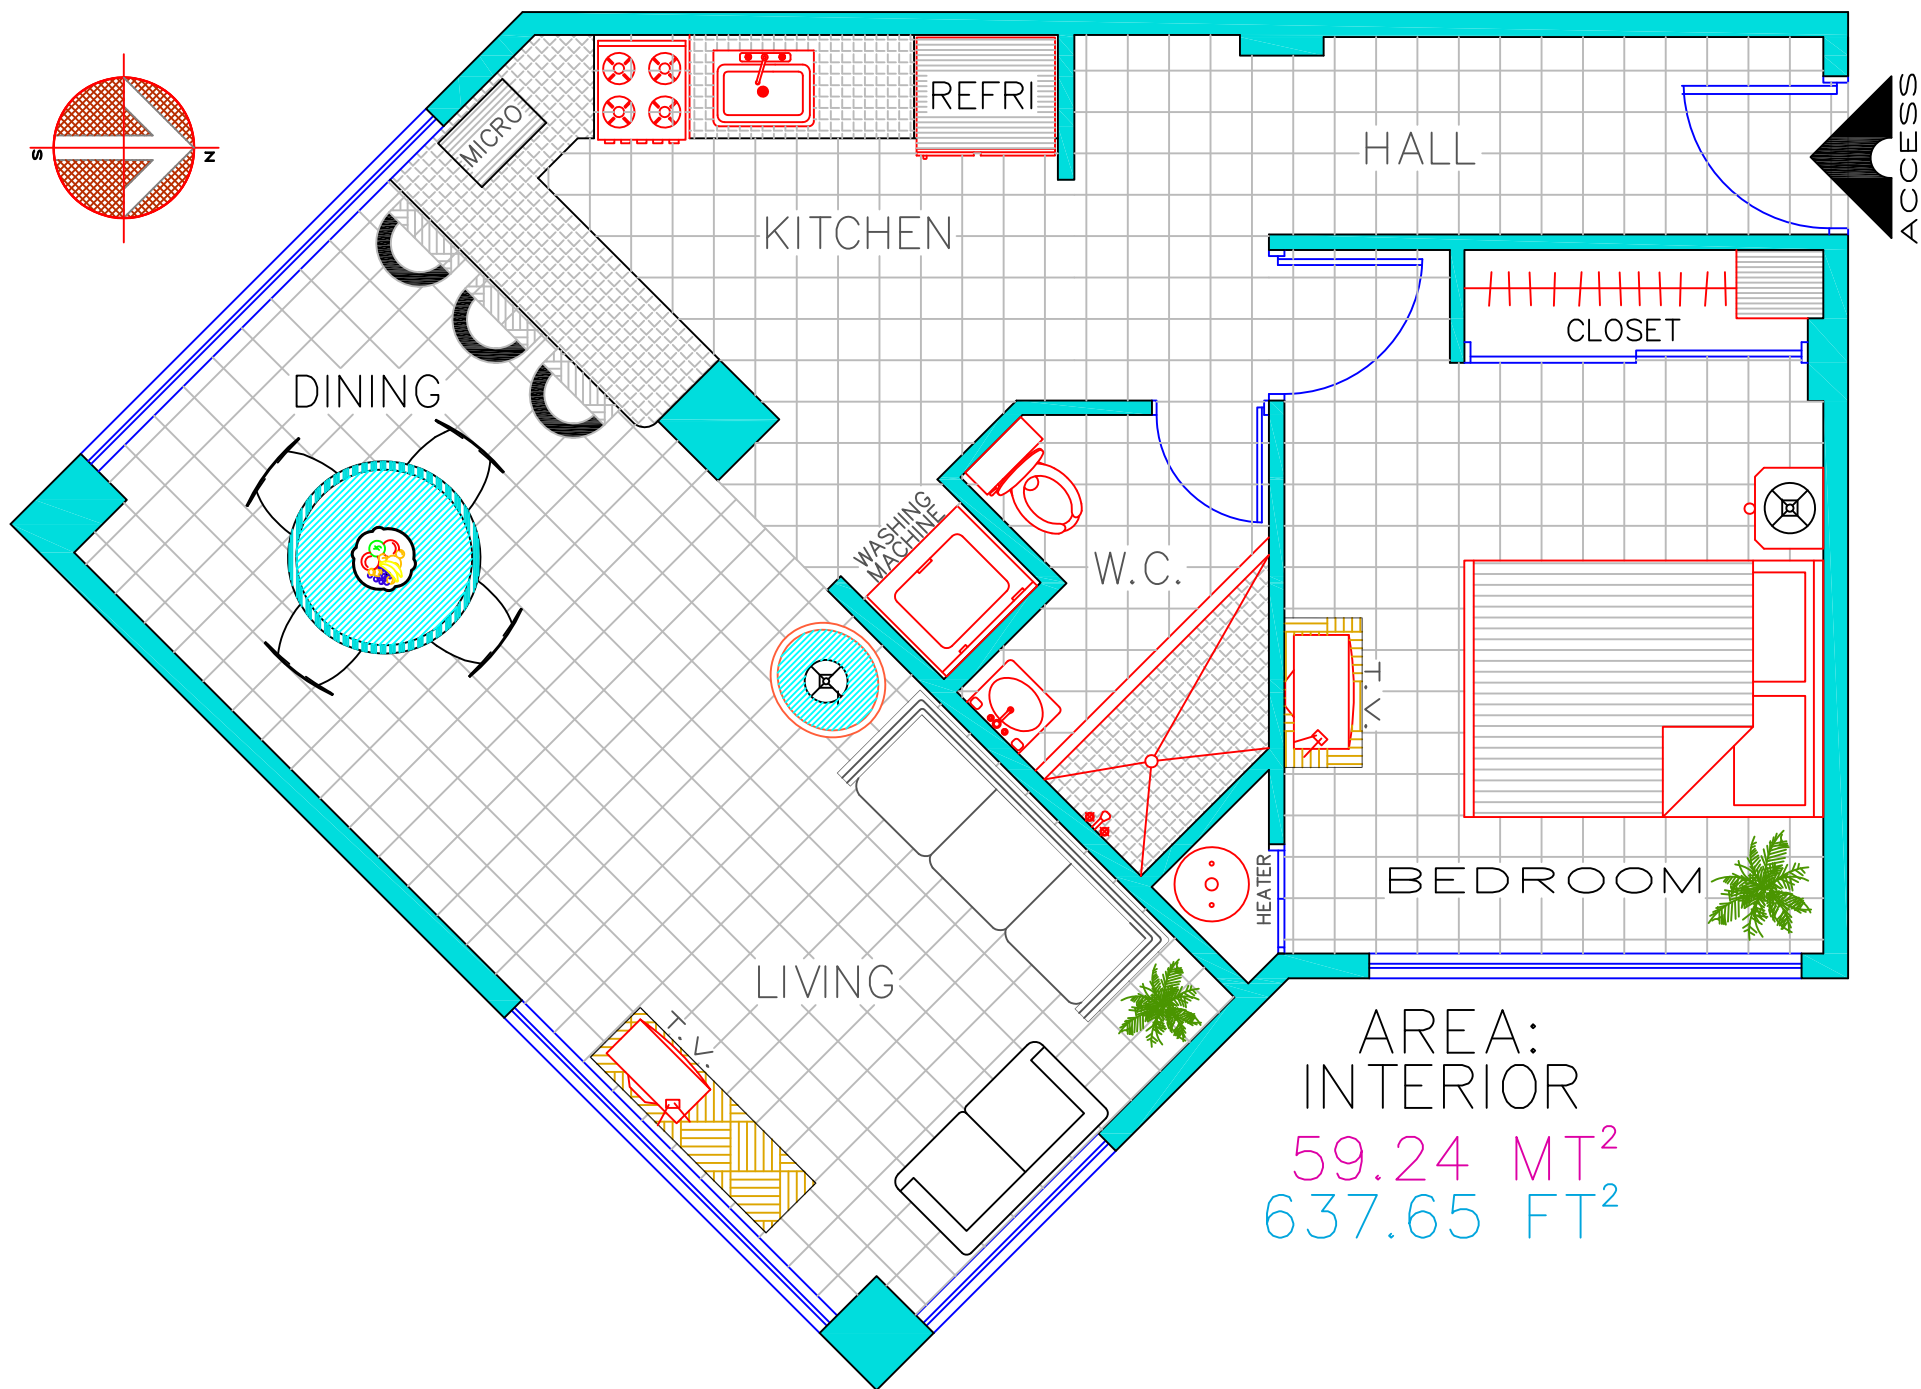 S
N
MICRO
REFRI
HALL
ACCESS
KITCHEN
CLOSET
DINING
WASHING
MACHINE
W.C.
T.V.
BEDROOM
HEATER
LIVING
T.V.
AREA:
INTERIOR
59.24 MT²
637.65 FT²